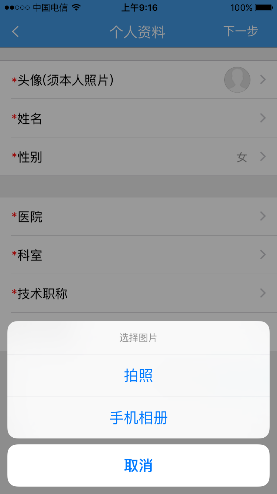 中国电信 上午9:16 100%
个人资料 下一步
*头像(须本人照片)
*姓名
*性别 女
*医院
*科室
*技术职称
选择图片
拍照
手机相册
取消